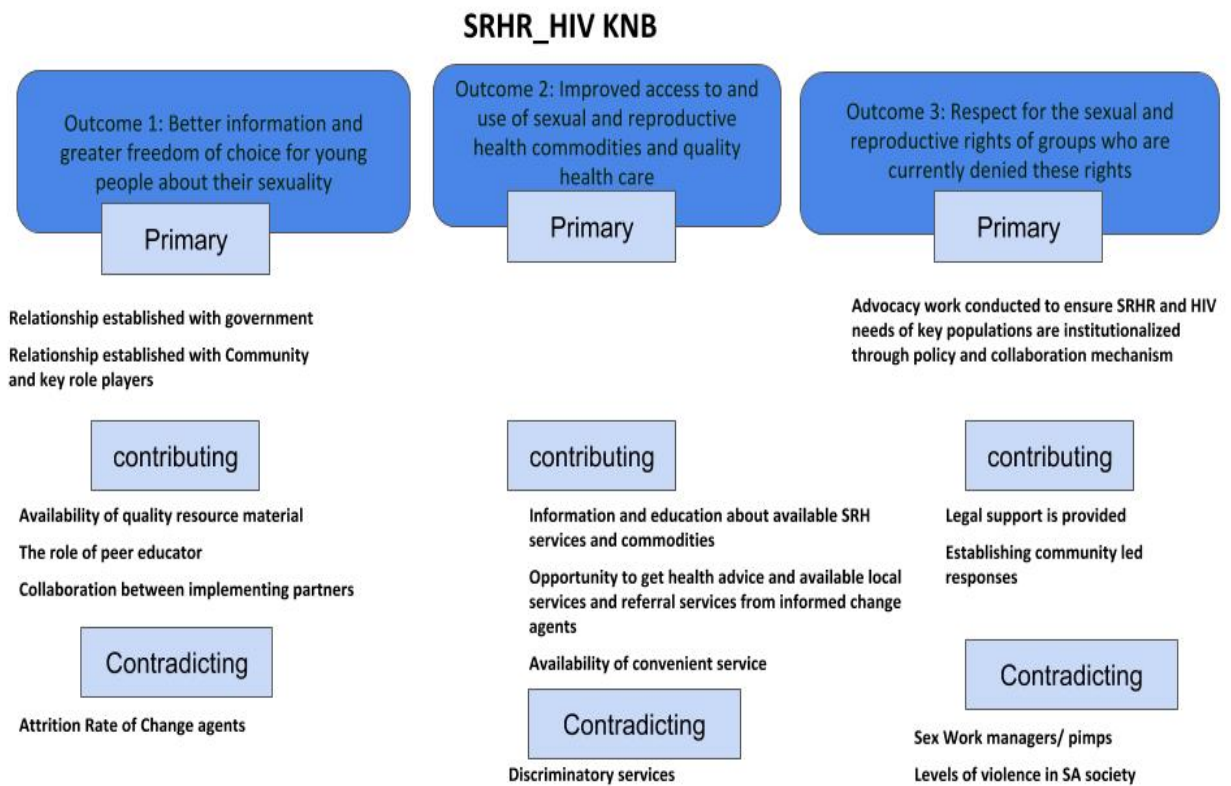 SRHR_HIV KNB
Outcome 1: Better information and
greater freedom of choice for young
people about their sexuality
Primary
Relationship established with government
Relationship established with Community
and key role players
contributing
Availability of quality resource material
The role of peer educator
Collaboration between implementing partners
Contradicting
Attrition Rate of Change agents
Outcome 2: Improved access to and
use of sexual and reproductive
health commodities and quality
health care
Primary
contributing
Information and education about available SRH
services and commodities
Opportunity to get health advice and available local
services and referral services from informed change
agents
Availability of convenient service
Contradicting
Discriminatory services
Outcome 3: Respect for the sexual and
reproductive rights of groups who are
currently denied these rights
Primary
Advocacy work conducted to ensure SRHR and HIV
needs of key populations are institutionalized
through policy and collaboration mechanism
contributing
Legal support is provided
Establishing community led
responses
Contradicting
Sex Work managers/ pimps
Levels of violence in SA society